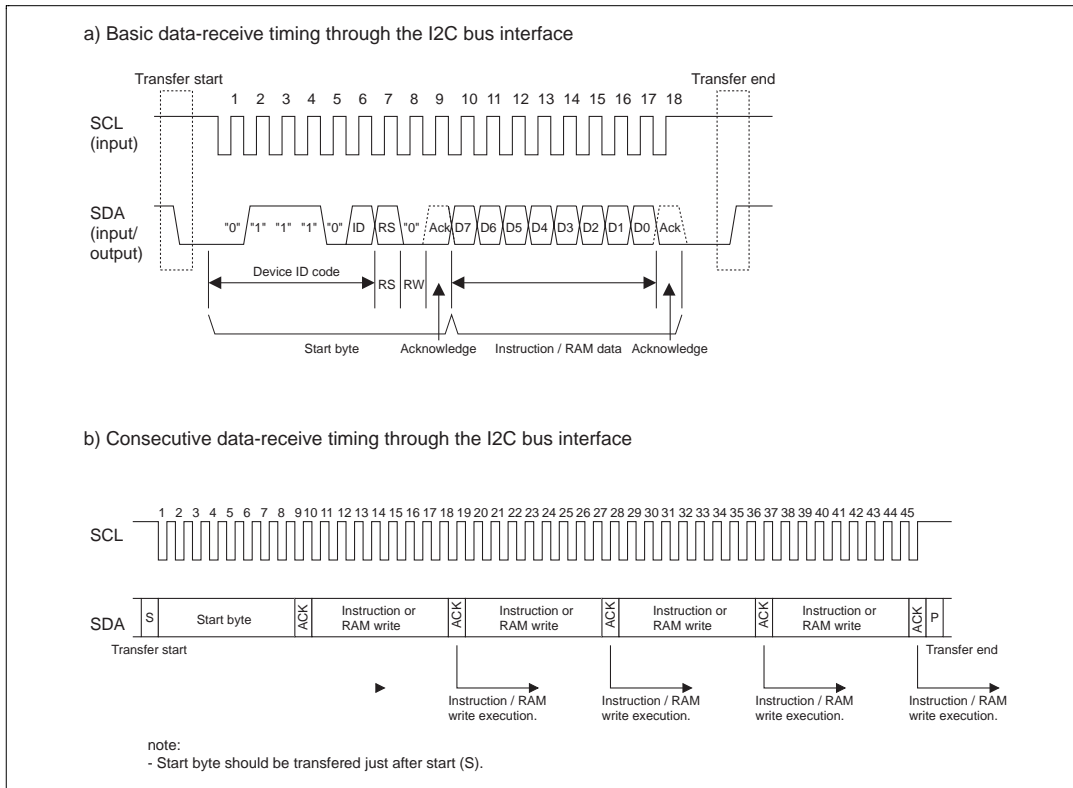 a) Basic data-receive timing through the I2C bus interface
Transfer start
Transfer end
1 2 3 4 5 6 7 8 9 10 11 12 13 14 15 16 17 18
SCL
(input)
SDA
(input/
output)
"0" "1" "1" "1" "0" ID RS "0" Ack D7 D6 D5 D4 D3 D2 D1 D0 Ack
Device ID code
RS RW
Start byte
Acknowledge
Instruction / RAM data
Acknowledge
b) Consecutive data-receive timing through the I2C bus interface
1 2 3 4 5 6 7 8 9 10 11 12 13 14 15 16 17 18 19 20 21 22 23 24 25 26 27 28 29 30 31 32 33 34 35 36 37 38 39 40 41 42 43 44 45
SCL
SDA
S
Start byte
ACK
Instruction or
RAM write
ACK
Instruction or
RAM write
ACK
Instruction or
RAM write
ACK
Instruction or
RAM write
ACK
P
Transfer start
Transfer end
Instruction / RAM
write execution.
Instruction / RAM
write execution.
Instruction / RAM
write execution.
Instruction / RAM
write execution.
note:
- Start byte should be transfered just after start (S).